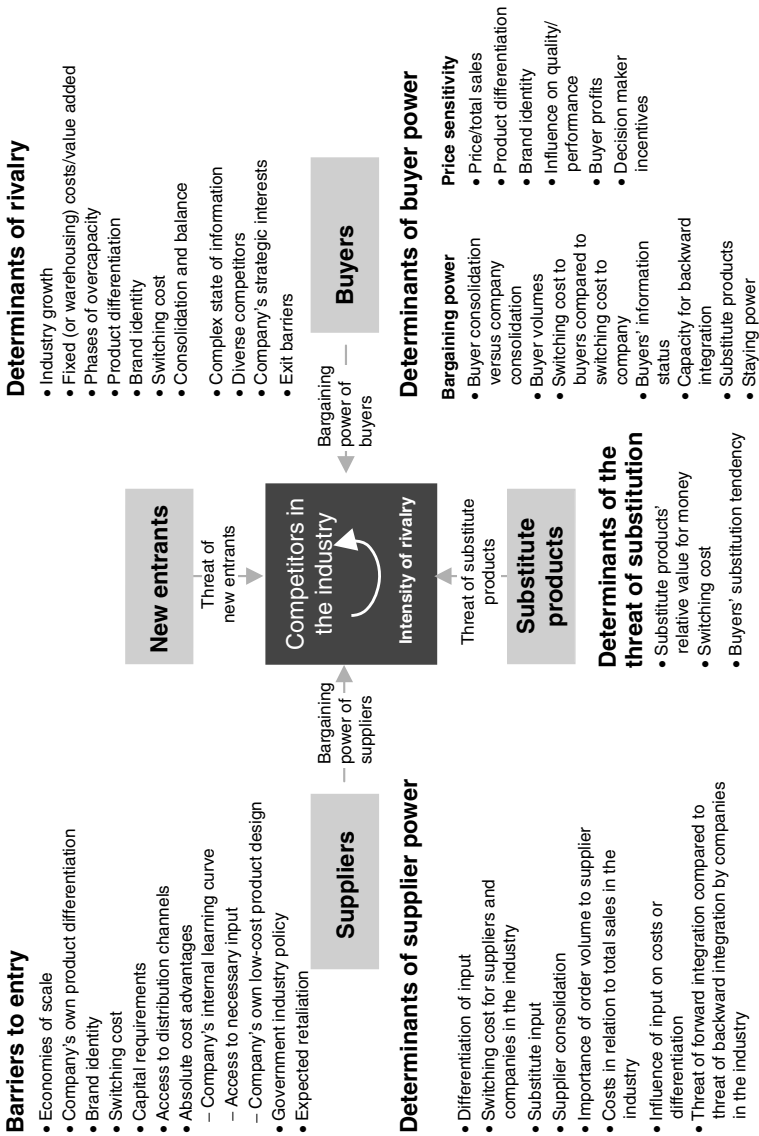 Barriers to entry
• Economies of scale
• Company's own product differentiation
• Brand identity
• Switching cost
• Capital requirements
• Access to distribution channels
• Absolute cost advantages
– Company's internal learning curve
– Access to necessary input
– Company's own low-cost product design
• Government industry policy
• Expected retaliation
New entrants
Threat of
new entrants
Determinants of rivalry
• Industry growth
• Fixed (or warehousing) costs/value added
• Phases of overcapacity
• Product differentiation
• Brand identity
• Switching cost
• Consolidation and balance
• Complex state of information
• Diverse competitors
• Company's strategic interests
• Exit barriers
Suppliers
Bargaining
power of
suppliers
Competitors in
the industry
Intensity of rivalry
Bargaining
power of
buyers
Buyers
Threat of substitute
products
Substitute
products
Determinants of supplier power
• Differentiation of input
• Switching cost for suppliers and
companies in the industry
• Substitute input
• Supplier consolidation
• Importance of order volume to supplier
• Costs in relation to total sales in the
industry
• Influence of input on costs or
differentiation
• Threat of forward integration compared to
threat of backward integration by companies
in the industry
Determinants of the
threat of substitution
• Substitute products'
relative value for money
• Switching cost
• Buyers' substitution tendency
Determinants of buyer power
Bargaining power
• Buyer consolidation
versus company
consolidation
• Buyer volumes
• Switching cost to
buyers compared to
switching cost to
company
• Buyers' information
status
• Capacity for backward
integration
• Substitute products
• Staying power
Price sensitivity
• Price/total sales
• Product differentiation
• Brand identity
• Influence on quality/
performance
• Buyer profits
• Decision maker
incentives